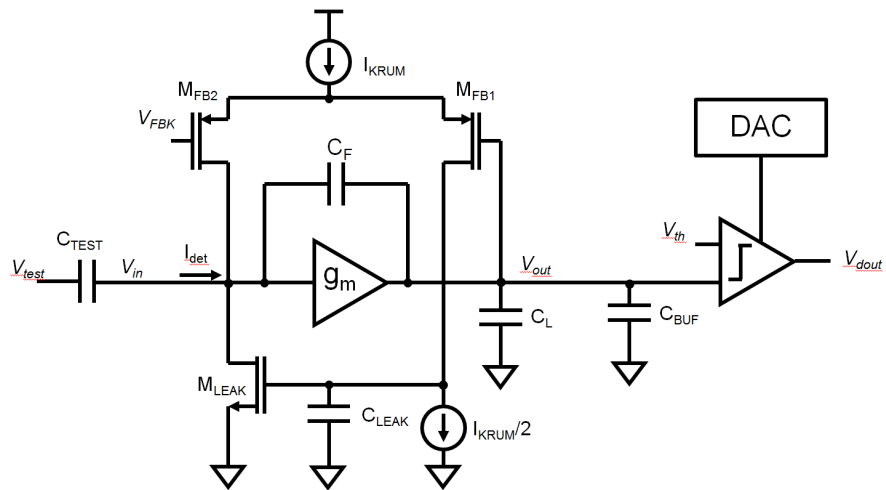 I_KRUM
M_FB2
M_FB1
V_FBK
DAC
C_F
V_th
C_TEST
I_det
V_test
V_in
g_m
V_out
V_dout
C_L
C_BUF
M_LEAK
C_LEAK
I_KRUM/2